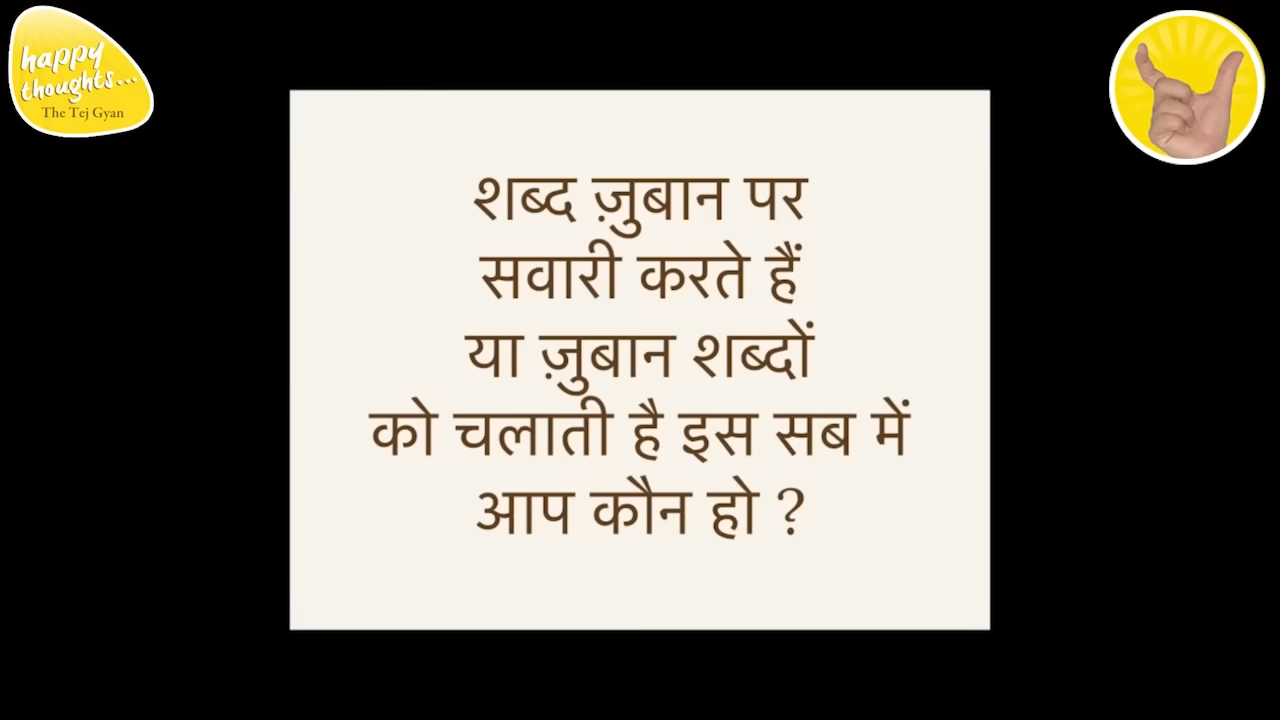 happy
thoughts...
The Tej Gyan
शब्द ज़ुबान पर
सवारी करते हैं
या ज़ुबान शब्दों
को चलाती है इस सब में
आप कौन हो ?